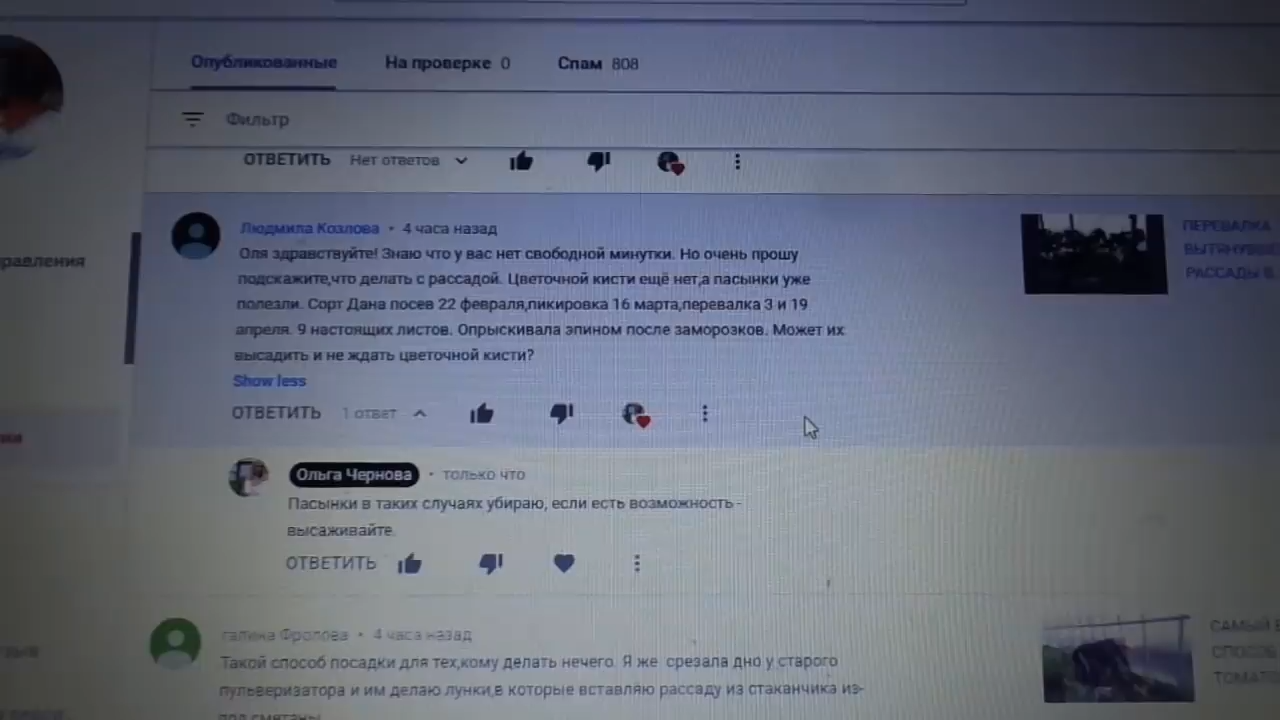 Опубликованные На проверке 0 Спам 808
Фильтр
ОТВЕТИТЬ Нет ответов
Людмила Козлова • 4 часа назад
Оля здравствуйте! Знаю что у вас нет свободной минутки. Но очень прошу
подскажите,что делать с рассадой. Цветочной кисти ещё нет,а пасынки уже
полезли. Сорт Дана посев 22 февраля,пикировка 16 марта,перевалка 3 и 19
апреля. 9 настоящих листов. Опрыскивала эпином после заморозков. Может их
высадить и не ждать цветочной кисти?
Show less
ОТВЕТИТЬ 1 ответ
ПЕРЕВАЛКА
ВЫТЯНУВШ
РАССАДЫ В
равления
Ольга Чернова • только что
Пасынки в таких случаях убираю, если есть возможность -
высаживайте.
ОТВЕТИТЬ
галина Фролова • 4 часа назад
Такой способ посадки для тех,кому делать нечего. Я же срезала дно у старого
пульверизатора и им делаю лунки,в которые вставляю рассаду из стаканчика из-
под сметаны
САМЫЙ
СПОСОБ
ТОМАТО